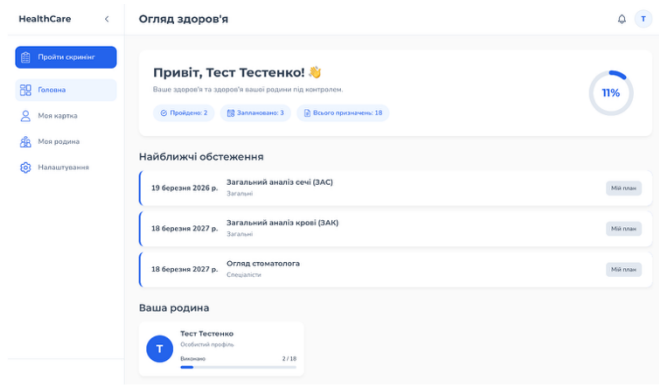 HealthCare
Огляд здоров'я
T
Пройти скринінг
Головна
Моя картка
Моя родина
Налаштування
Привіт, Тест Тестенко! 👋
Ваше здоров'я та здоров'я вашої родини під контролем.
Пройдено: 2
Заплановано: 3
Всього призначень: 18
11%
Найближчі обстеження
19 березня 2026 р.
Загальний аналіз сечі (ЗАС)
Загальні
Мій план
18 березня 2027 р.
Загальний аналіз крові (ЗАК)
Загальні
Мій план
18 березня 2027 р.
Огляд стоматолога
Спеціалісти
Мій план
Ваша родина
Т
Тест Тестенко
Особистий профіль
Виконано
2 / 18